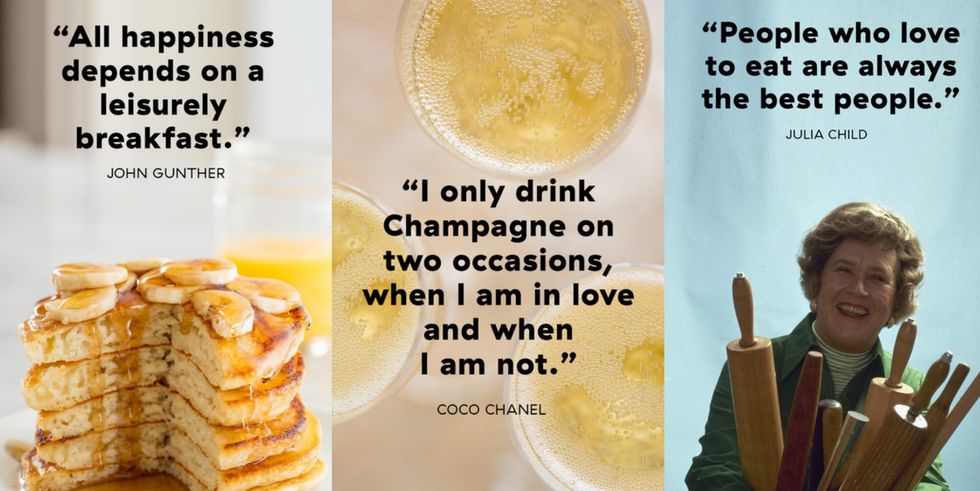 “All happiness
depends on a
leisurely
breakfast.”
JOHN GUNTHER
“I only drink
Champagne on
two occasions,
when I am in love
and when
I am not.”
COCO CHANEL
“People who love
to eat are always
the best people.”
JULIA CHILD